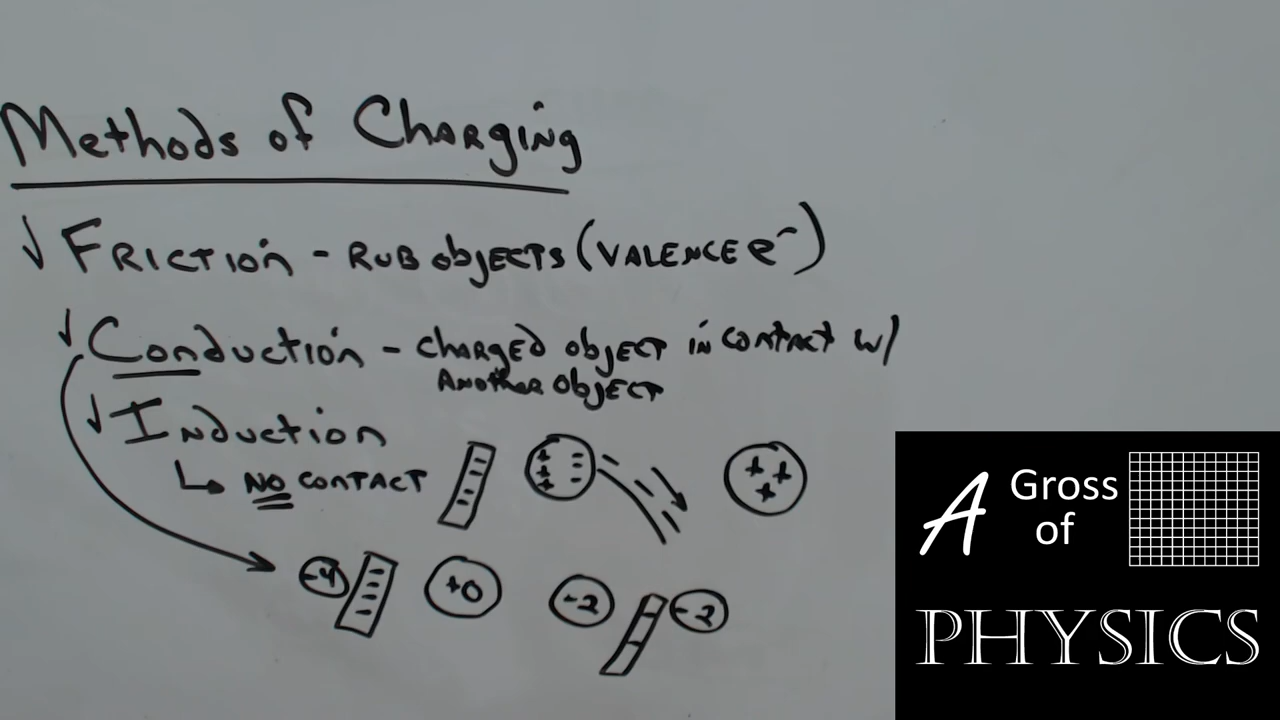 Methods of Charging
✓ Friction - Rub objects (valence e⁻)
✓ Conduction - charged object in contact w/
another object
✓ Induction
↳ NO contact
+ + + - - -
+ + +
-4
+0
-2
-2
A Gross
of
PHYSICS